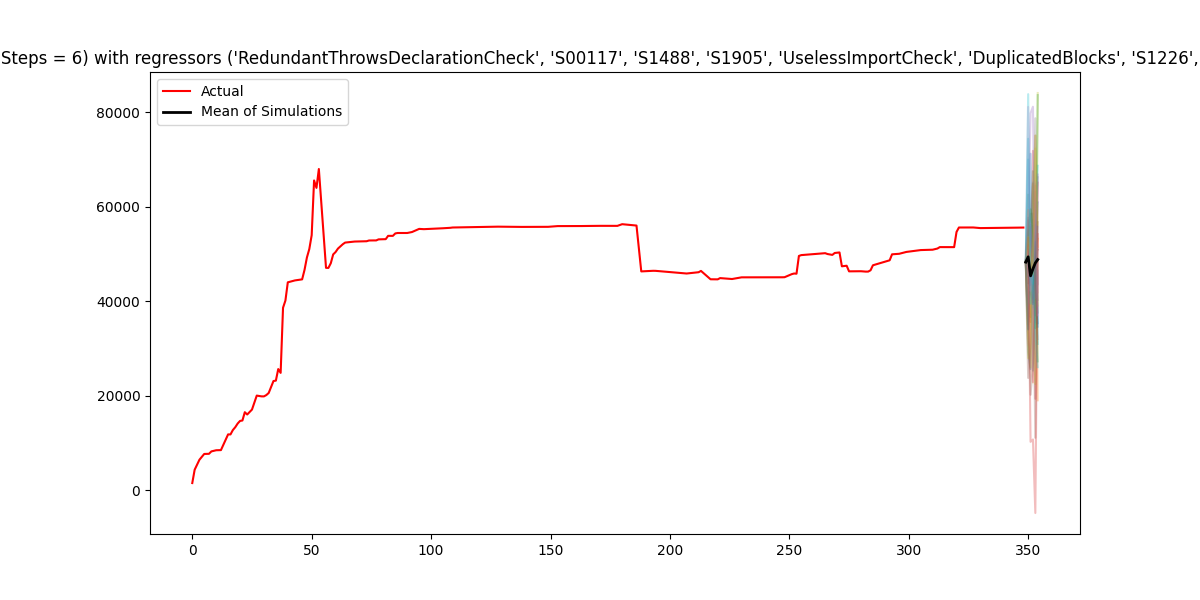 Steps = 6) with regressors ('RedundantThrowsDeclarationCheck', 'S00117', 'S1488', 'S1905', 'UselessImportCheck', 'DuplicatedBlocks', 'S1226',
Actual
Mean of Simulations
80000
60000
40000
20000
0
0 50 100 150 200 250 300 350